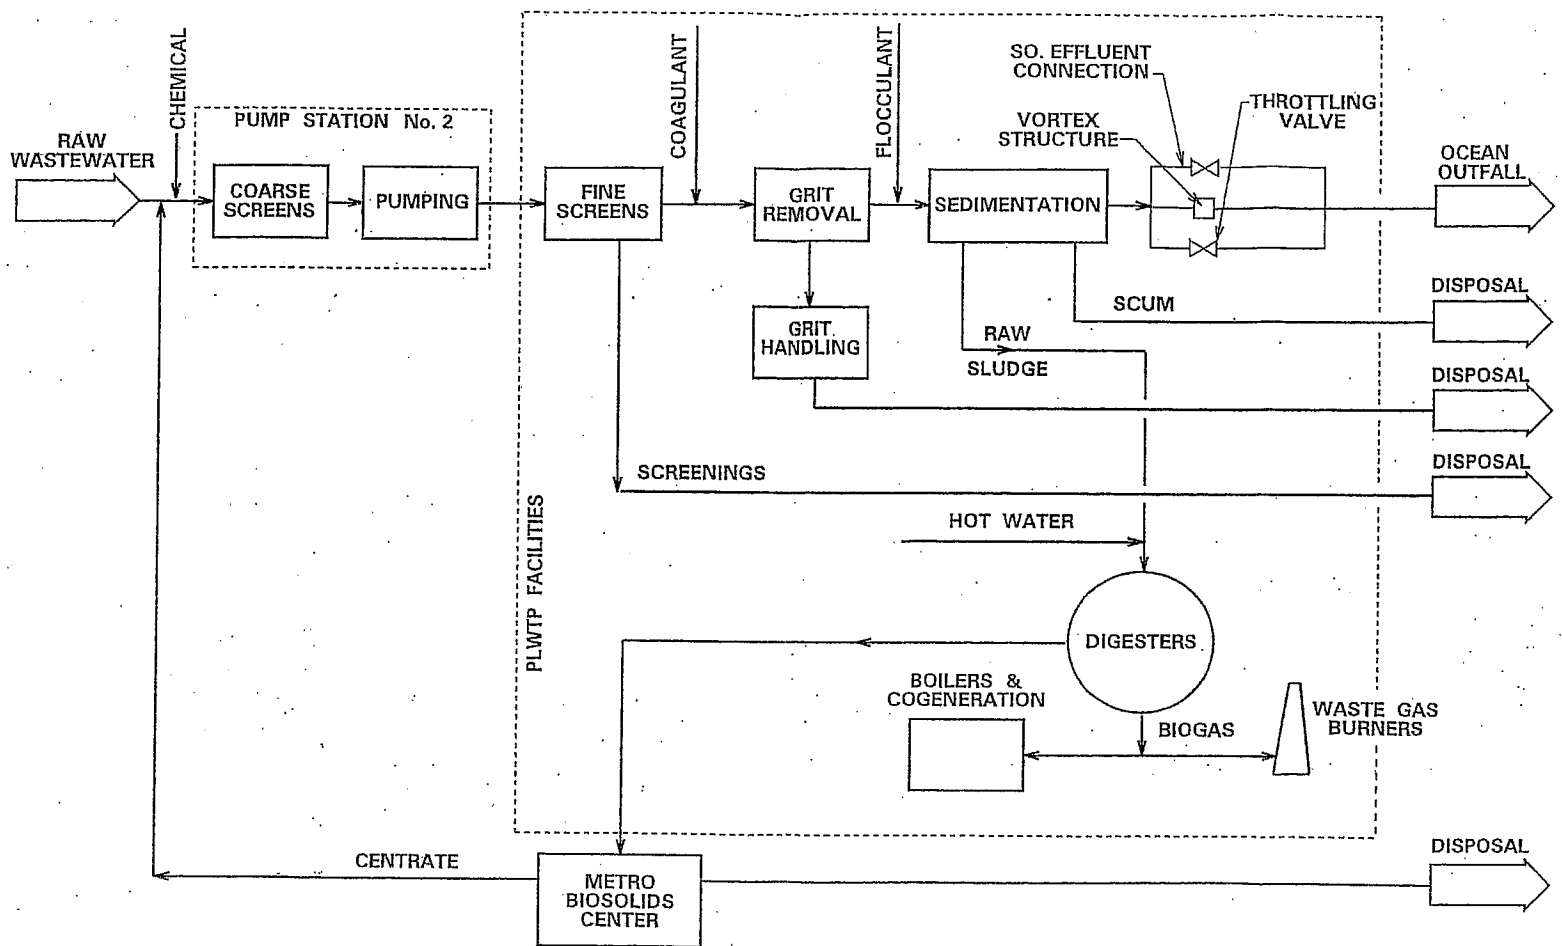 RAW
WASTEWATER
CHEMICAL
PUMP STATION No. 2
COARSE
SCREENS
PUMPING
FINE
SCREENS
COAGULANT
GRIT
REMOVAL
FLOCCULANT
SEDIMENTATION
SO. EFFLUENT
CONNECTION
VORTEX
STRUCTURE
THROTTLING
VALVE
OCEAN
OUTFALL
GRIT
HANDLING
SCUM
DISPOSAL
RAW
SLUDGE
DISPOSAL
SCREENINGS
DISPOSAL
HOT WATER
PLWTP FACILITIES
DIGESTERS
BOILERS &
COGENERATION
BIOGAS
WASTE GAS
BURNERS
CENTRATE
METRO
BIOSOLIDS
CENTER
DISPOSAL